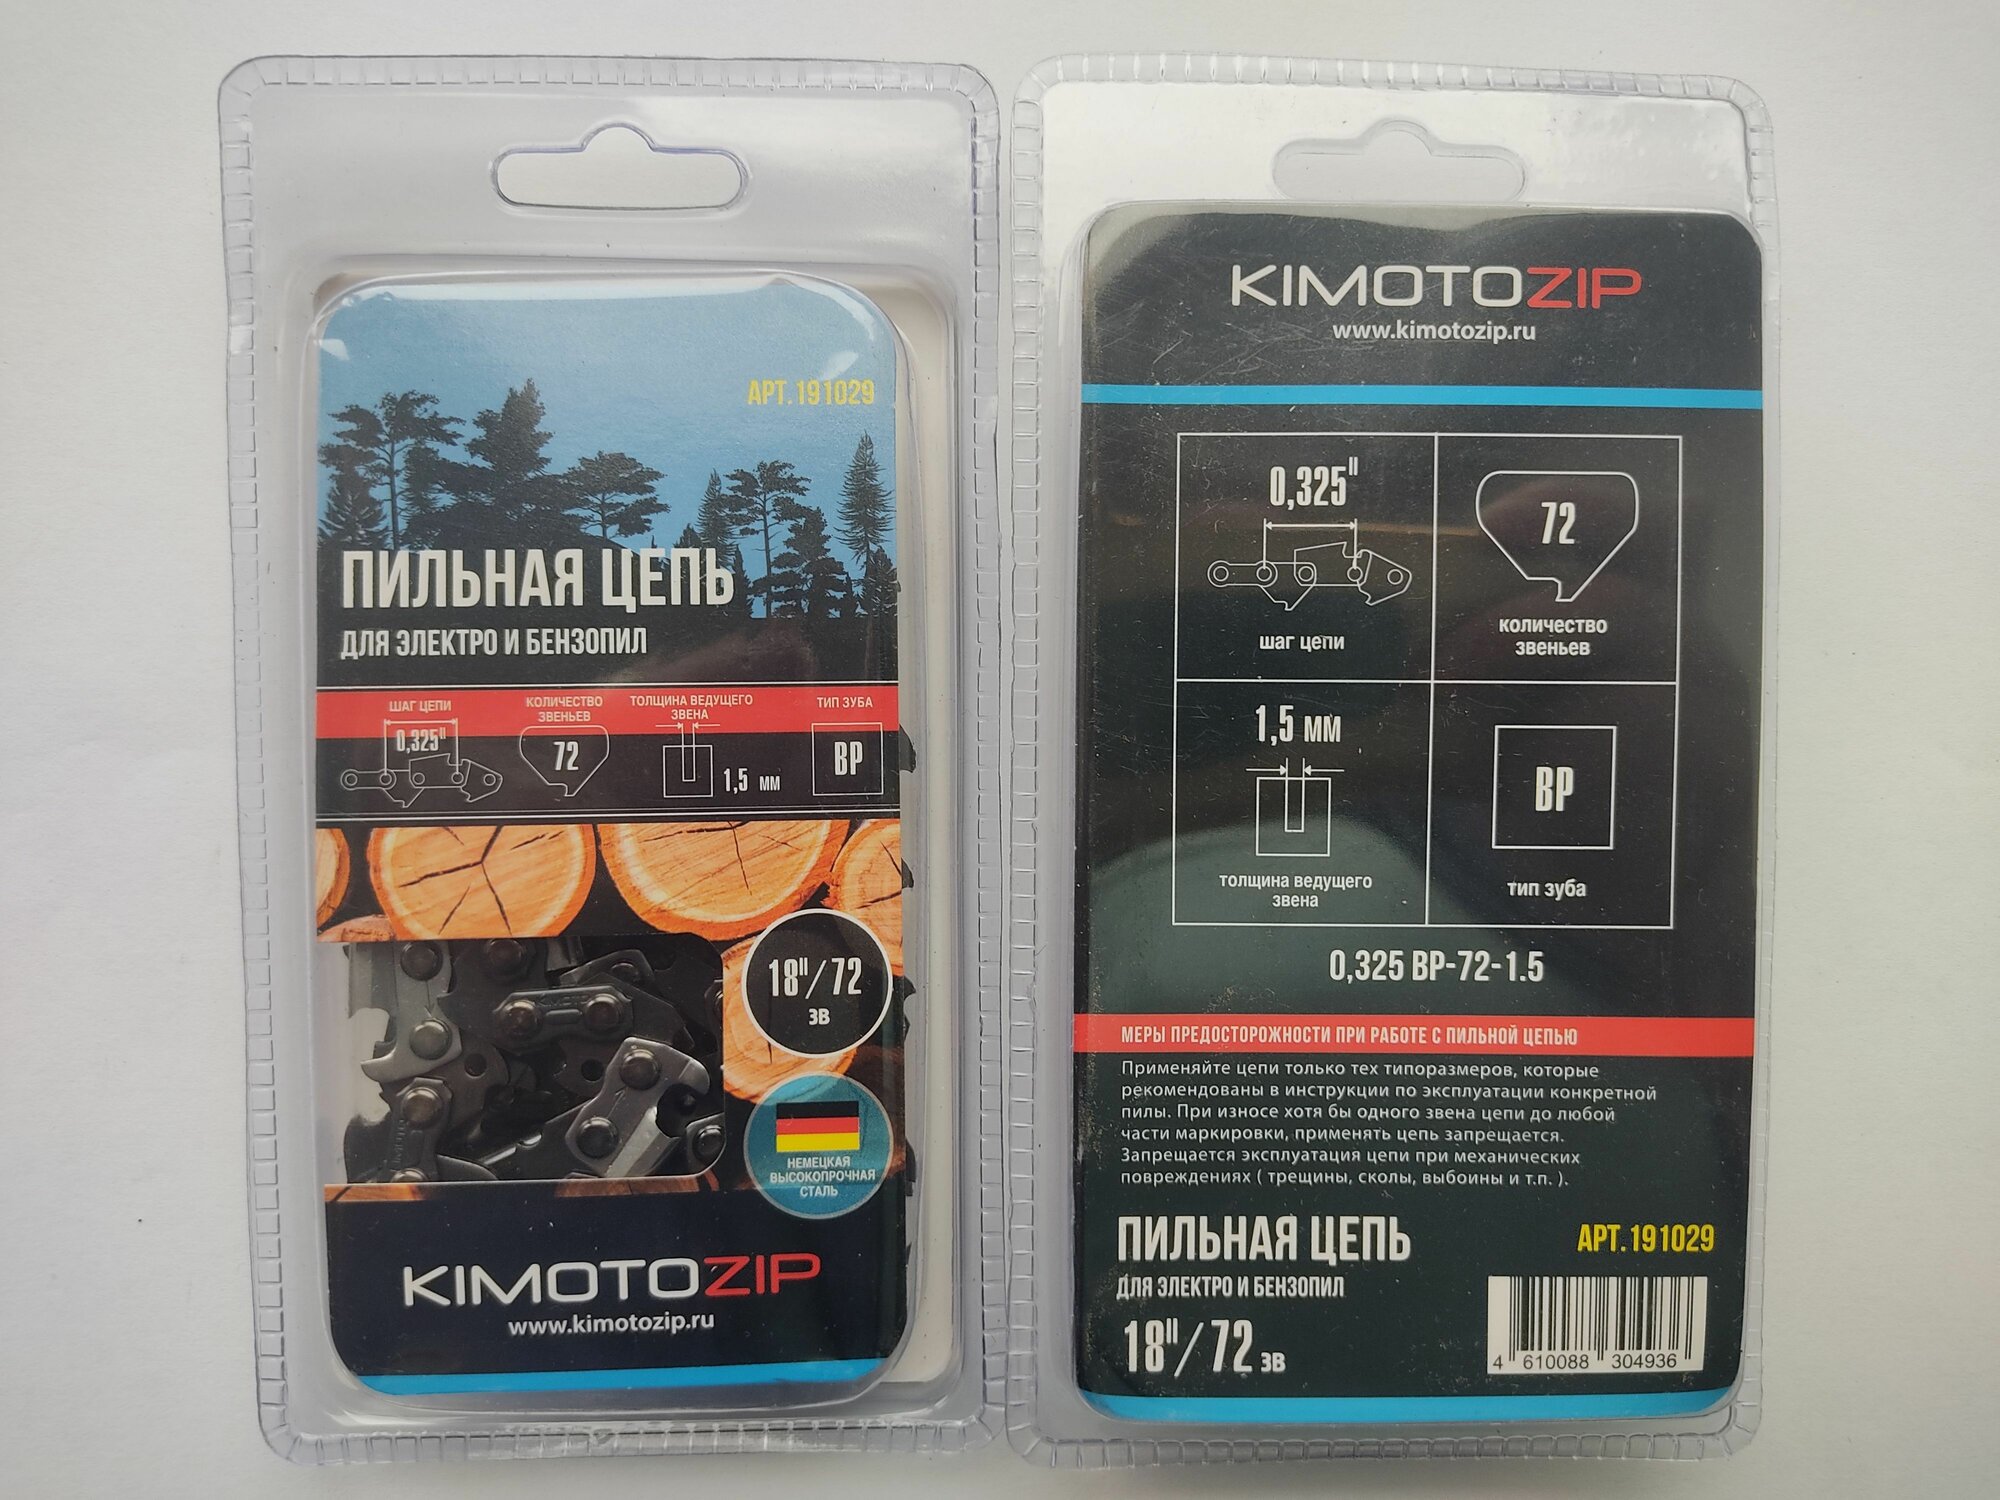 АРТ.191029
ПИЛЬНАЯ ЦЕПЬ
ДЛЯ ЭЛЕКТРО И БЕНЗОПИЛ
ШАГ ЦЕПИ
0,325"
КОЛИЧЕСТВО
ЗВЕНЬЕВ
72
ТОЛЩИНА ВЕДУЩЕГО
ЗВЕНА
1,5 мм
ТИП ЗУБА
BP
18"/72
зв
НЕМЕЦКАЯ
ВЫСОКОПРОЧНАЯ
СТАЛЬ
KIMOTOZIP
www.kimotozip.ru
KIMOTOZIP
www.kimotozip.ru
0,325"
шаг цепи
72
количество
звеньев
1,5 мм
толщина ведущего
звена
BP
тип зуба
0,325 BP-72-1.5
МЕРЫ ПРЕДОСТОРОЖНОСТИ ПРИ РАБОТЕ С ПИЛЬНОЙ ЦЕПЬЮ
Применяйте цепи только тех типоразмеров, которые
рекомендованы в инструкции по эксплуатации конкретной
пилы. При износе хотя бы одного звена цепи до любой
части маркировки, применять цепь запрещается.
Запрещается эксплуатация цепи при механических
повреждениях ( трещины, сколы, выбоины и т.п. ).
ПИЛЬНАЯ ЦЕПЬ
ДЛЯ ЭЛЕКТРО И БЕНЗОПИЛ
18"/72 зв
АРТ.191029
4 610088 304936